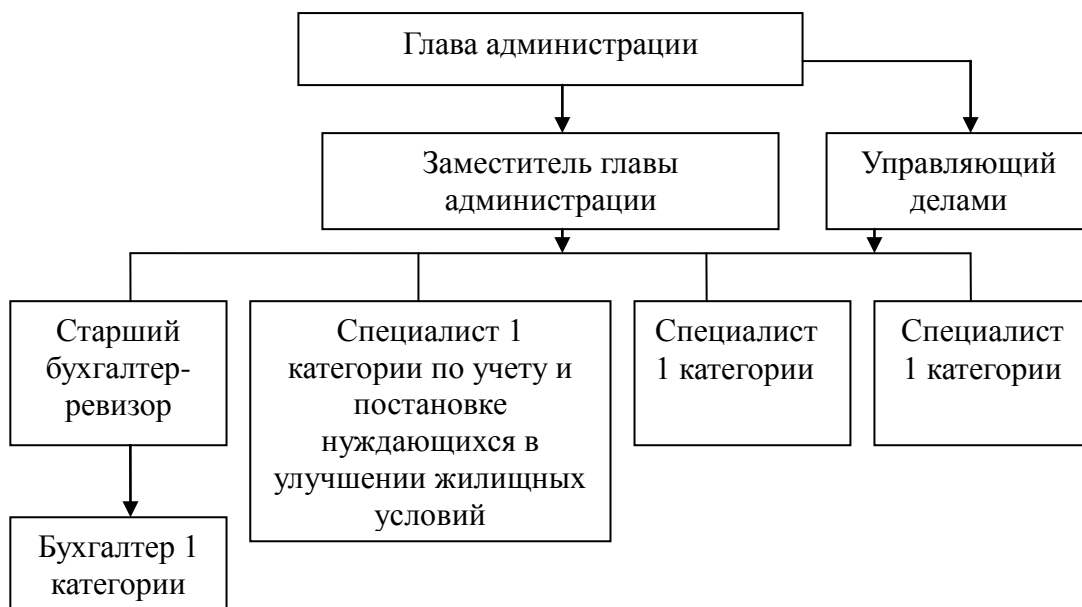 Глава администрации
Заместитель главы
администрации
Управляющий
делами
Старший
бухгалтер-
ревизор
Специалист 1
категории по учету и
постановке
нуждающихся в
улучшении жилищных
условий
Специалист
1 категории
Специалист
1 категории
Бухгалтер 1
категории